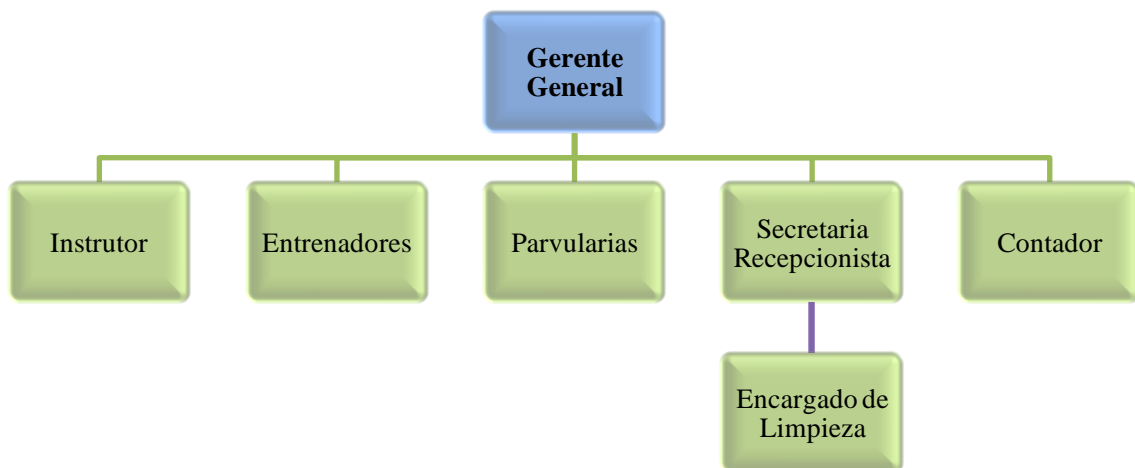 Gerente
General
Instrutor
Entrenadores
Parvularias
Secretaria
Recepcionista
Contador
Encargado de
Limpieza